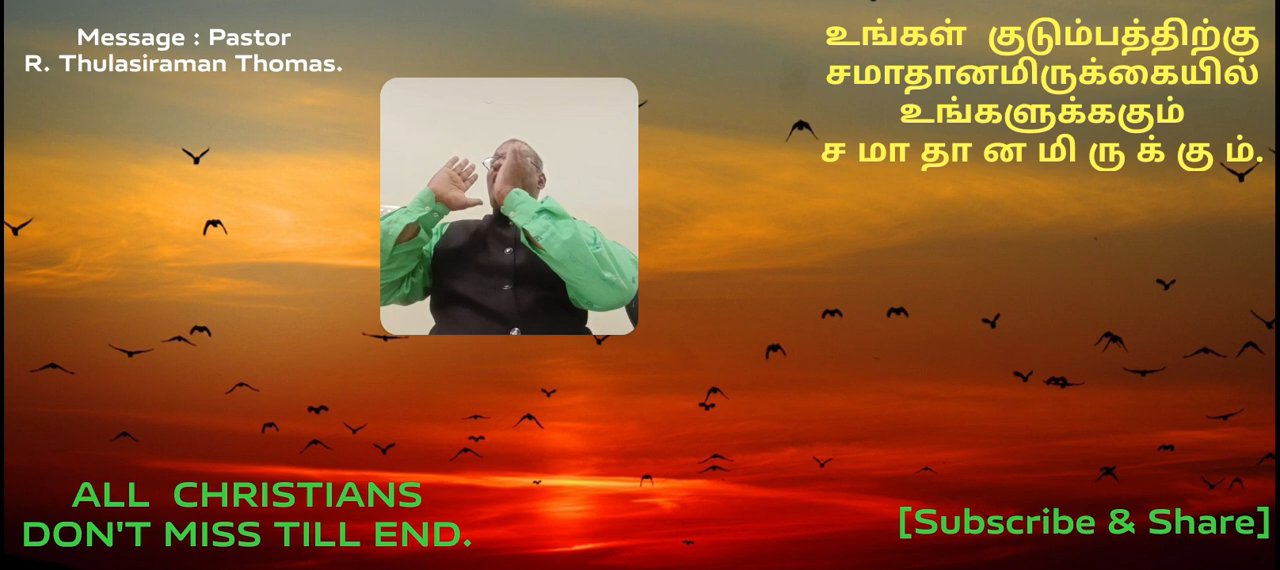 Message : Pastor
R. Thulasiraman Thomas.
உங்கள் குடும்பத்திற்கு
சமாதானமிருக்கையில்
உங்களுக்ககும்
ச மா தா ன மி ரு க் கு ம்.
ALL CHRISTIANS
DON'T MISS TILL END.
[Subscribe & Share]